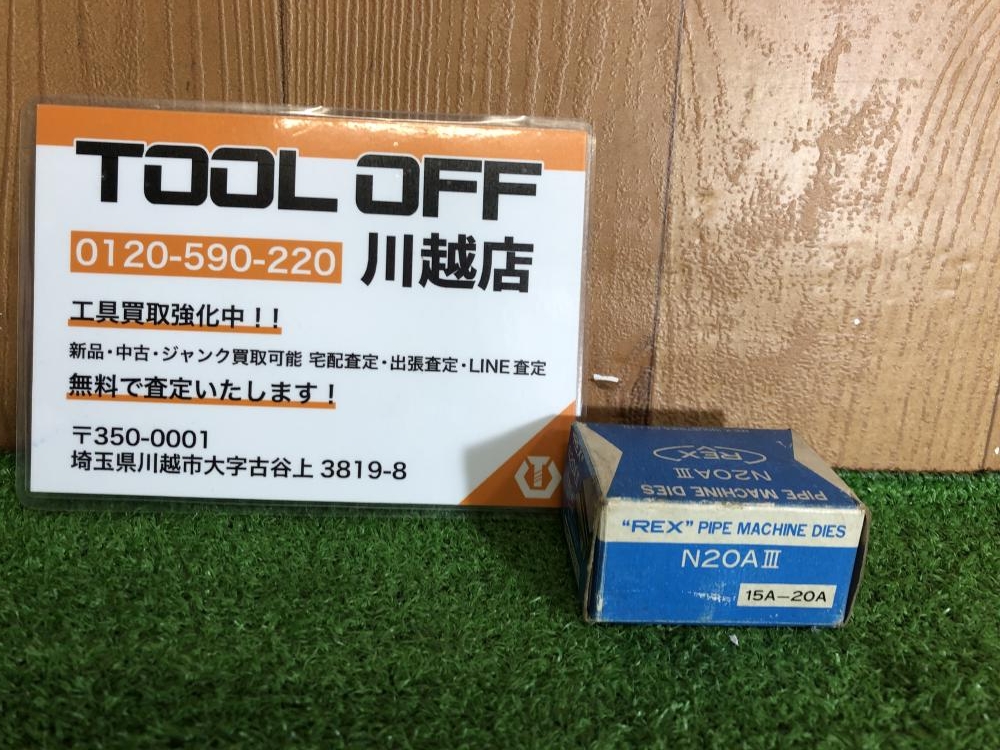 TOOL OFF
0120-590-220 川越店
工具買取強化中!!
新品・中古・ジャンク買取可能 宅配査定・出張査定・LINE査定
無料で査定いたします!
〒350-0001
埼玉県川越市大字古谷上 3819-8
REX
N20AⅢ
PIPE MACHINE DIES
"REX" PIPE MACHINE DIES
N20AⅢ
15A-20A